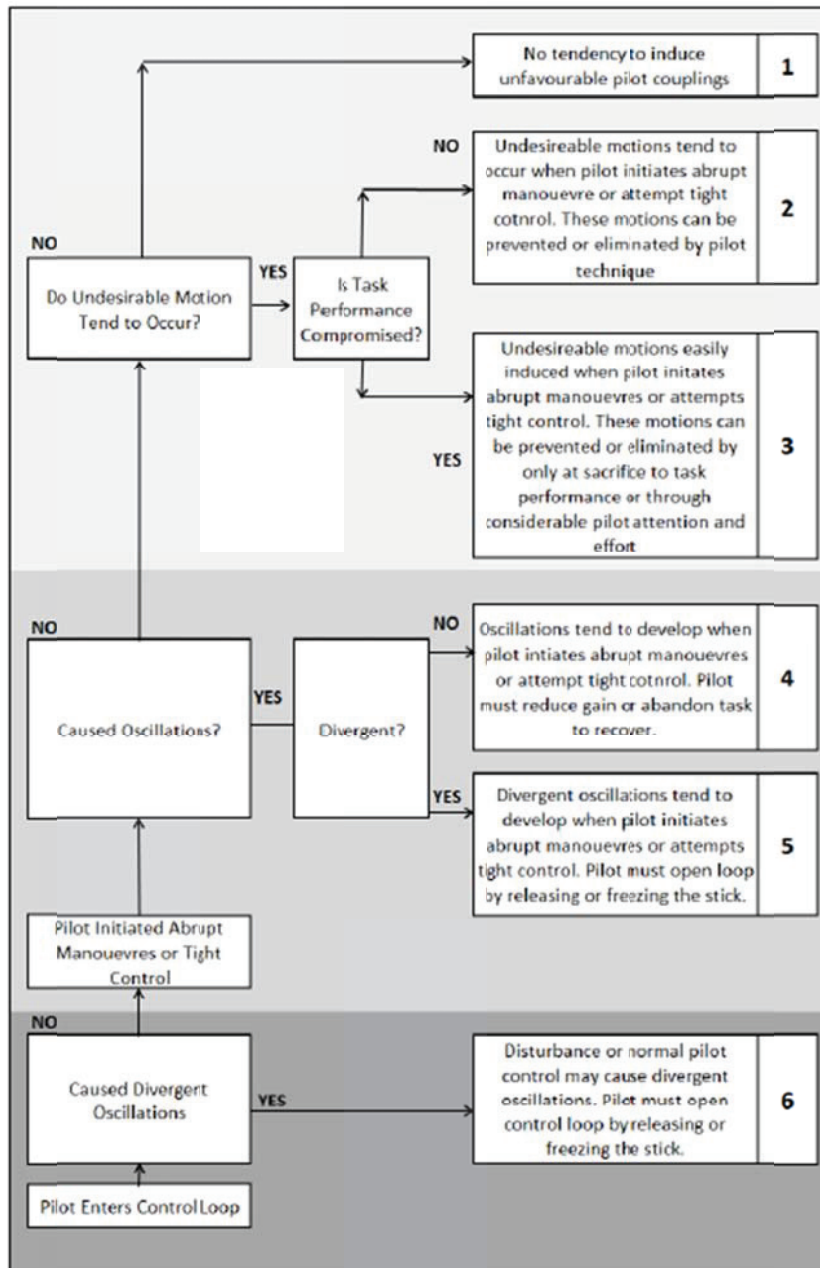 No tendency to induce
unfavourable pilot couplings
1
NO
Undesireable motions tend to
occur when pilot initiates abrupt
manouevre or attempt tight
cotnrol. These motions can be
prevented or eliminated by pilot
technique
2
NO
Do Undesirable Motion
Tend to Occur?
YES
Is Task
Performance
Compromised?
Undesireable motions easily
induced when pilot initates
abrupt manouevres or attempts
tight control. These motions can
be prevented or eliminated by
only at sacrifice to task
performance or through
considerable pilot attention and
effort
YES
3
NO
Caused Oscillations?
YES
Divergent?
NO
Oscillations tend to develop when
pilot intiates abrupt manouevres
or attempt tight cotnrol. Pilot
must reduce gain or abandon task
to recover.
4
YES
Divergent oscillations tend to
develop when pilot initiates
abrupt manouevres or attempts
tight control. Pilot must open loop
by releasing or freezing the stick.
5
Pilot Initiated Abrupt
Manouevres or Tight
Control
NO
Caused Divergent
Oscillations
YES
Disturbance or normal pilot
control may cause divergent
oscillations. Pilot must open
control loop by releasing or
freezing the stick.
6
Pilot Enters Control Loop